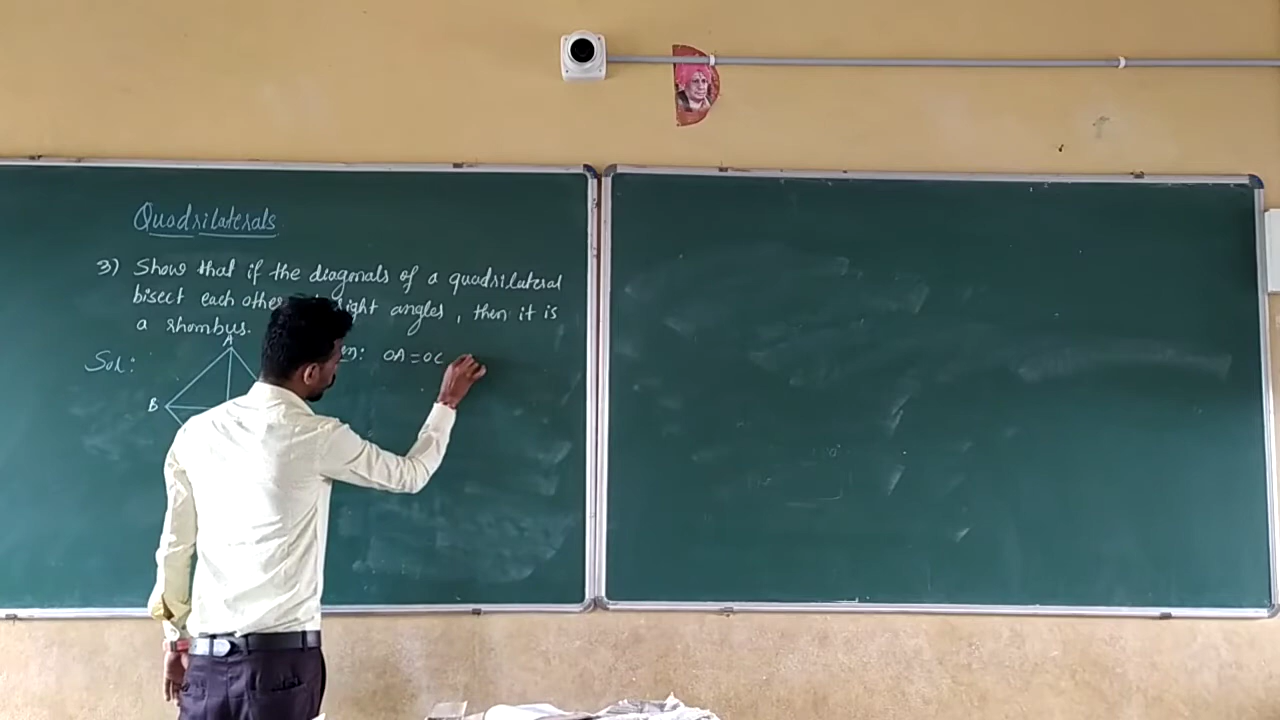 Quadrilaterals
3) Show that if the diagonals of a quadrilateral
bisect each other right angles, then it is
a rhombus.
Sol:
OA = OC
A
B